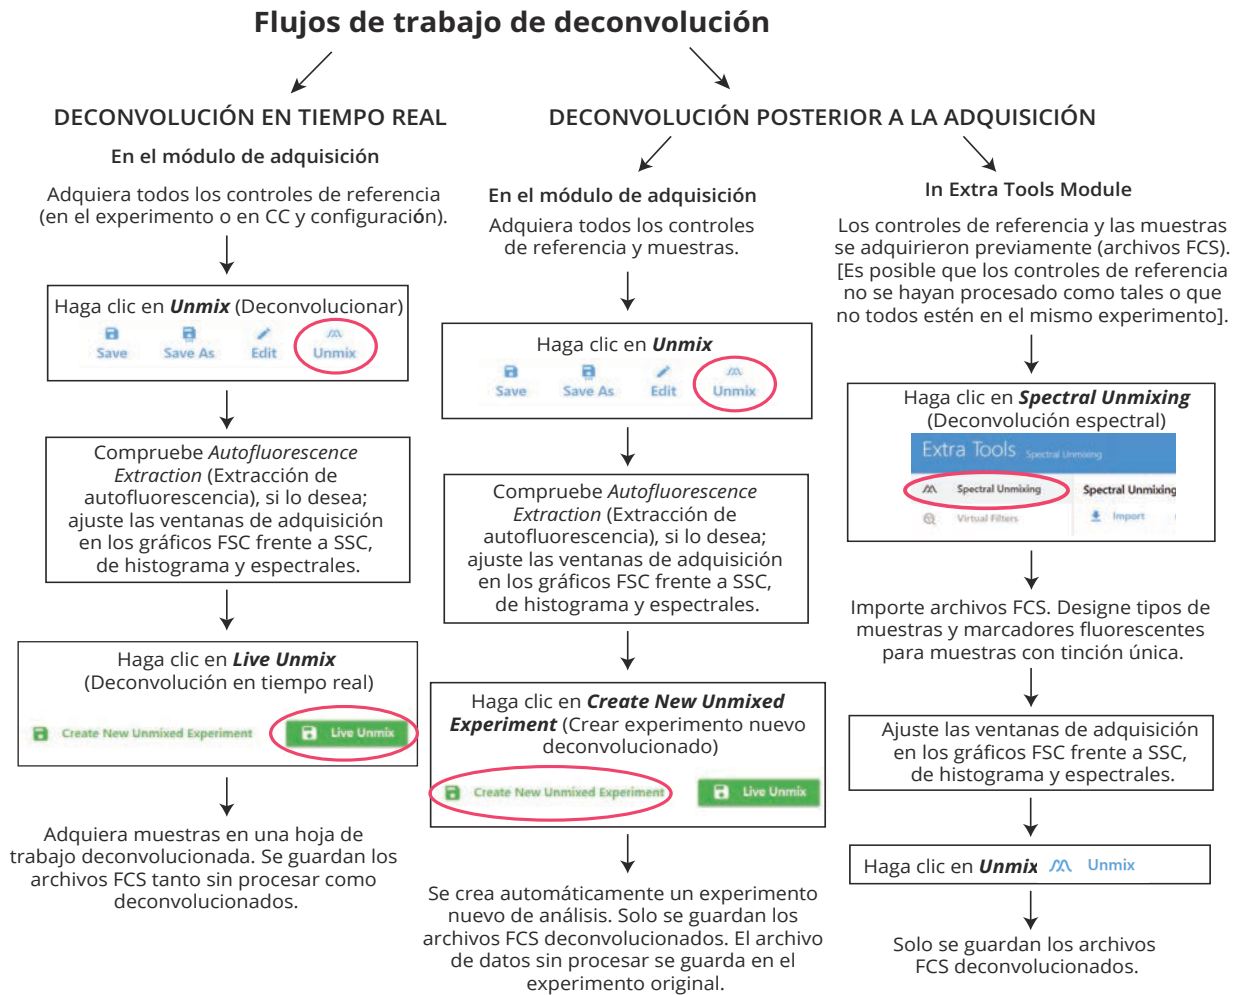 Flujos de trabajo de deconvolución
DECONVOLUCIÓN EN TIEMPO REAL
En el módulo de adquisición
Adquiera todos los controles de referencia
(en el experimento o en CC y configuración).
Haga clic en Unmix (Deconvolucionar)
Save Save As Edit Unmix
Compruebe Autofluorescence
Extraction (Extracción de
autofluorescencia), si lo desea;
ajuste las ventanas de adquisición
en los gráficos FSC frente a SSC,
de histograma y espectrales.
Haga clic en Live Unmix
(Deconvolución en tiempo real)
Create New Unmixed Experiment Live Unmix
Adquiera muestras en una hoja de
trabajo deconvolucionada. Se guardan los
archivos FCS tanto sin procesar como
deconvolucionados.
DECONVOLUCIÓN POSTERIOR A LA ADQUISICIÓN
En el módulo de adquisición
Adquiera todos los controles
de referencia y muestras.
Haga clic en Unmix
Save Save As Edit Unmix
Compruebe Autofluorescence
Extraction (Extracción de
autofluorescencia), si lo desea;
ajuste las ventanas de adquisición
en los gráficos FSC frente a SSC,
de histograma y espectrales.
Haga clic en Create New Unmixed
Experiment (Crear experimento nuevo
deconvolucionado)
Create New Unmixed Experiment Live Unmix
Se crea automáticamente un experimento
nuevo de análisis. Solo se guardan los
archivos FCS deconvolucionados. El archivo
de datos sin procesar se guarda en el
experimento original.
In Extra Tools Module
Los controles de referencia y las muestras
se adquirieron previamente (archivos FCS).
[Es posible que los controles de referencia
no se hayan procesado como tales o que
no todos estén en el mismo experimento].
Haga clic en Spectral Unmixing
(Deconvolución espectral)
Extra Tools Spectral Unmixing
Spectral Unmixing Spectral Unmixing
Virtual Filters Import
Importe archivos FCS. Designe tipos de
muestras y marcadores fluorescentes
para muestras con tinción única.
Ajuste las ventanas de adquisición
en los gráficos FSC frente a SSC,
de histograma y espectrales.
Haga clic en Unmix Unmix
Solo se guardan los archivos
FCS deconvolucionados.